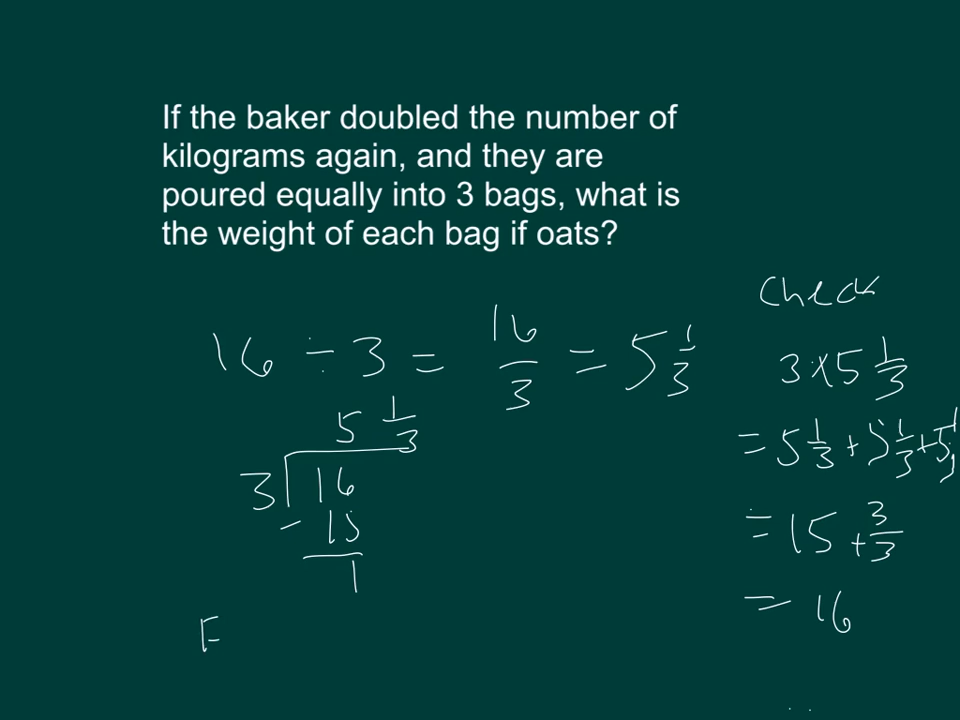 If the baker doubled the number of
kilograms again, and they are
poured equally into 3 bags, what is
the weight of each bag if oats?
16 ÷ 3 = 16/3 = 5 1/3
5 1/3
3 16
- 15
1
E
Check
3 x 5 1/3
= 5 1/3 + 5 1/3 + 5 1/3
= 15 + 3/3
= 16